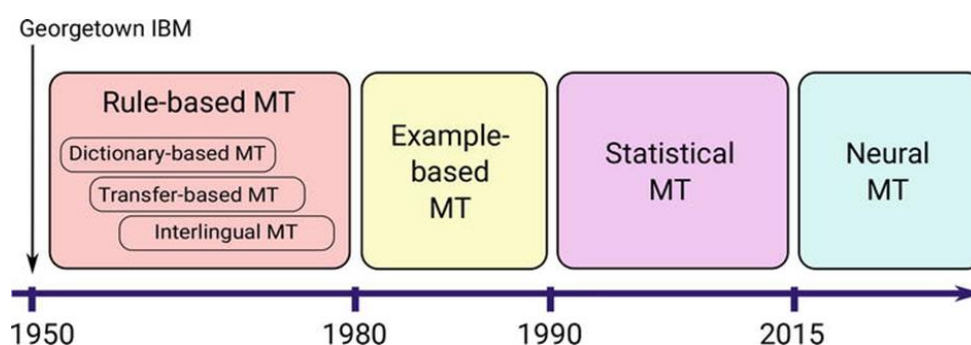 Georgetown IBM
Rule-based MT
Dictionary-based MT
Transfer-based MT
Interlingual MT
Example-
based
MT
Statistical
MT
Neural
MT
1950
1980
1990
2015